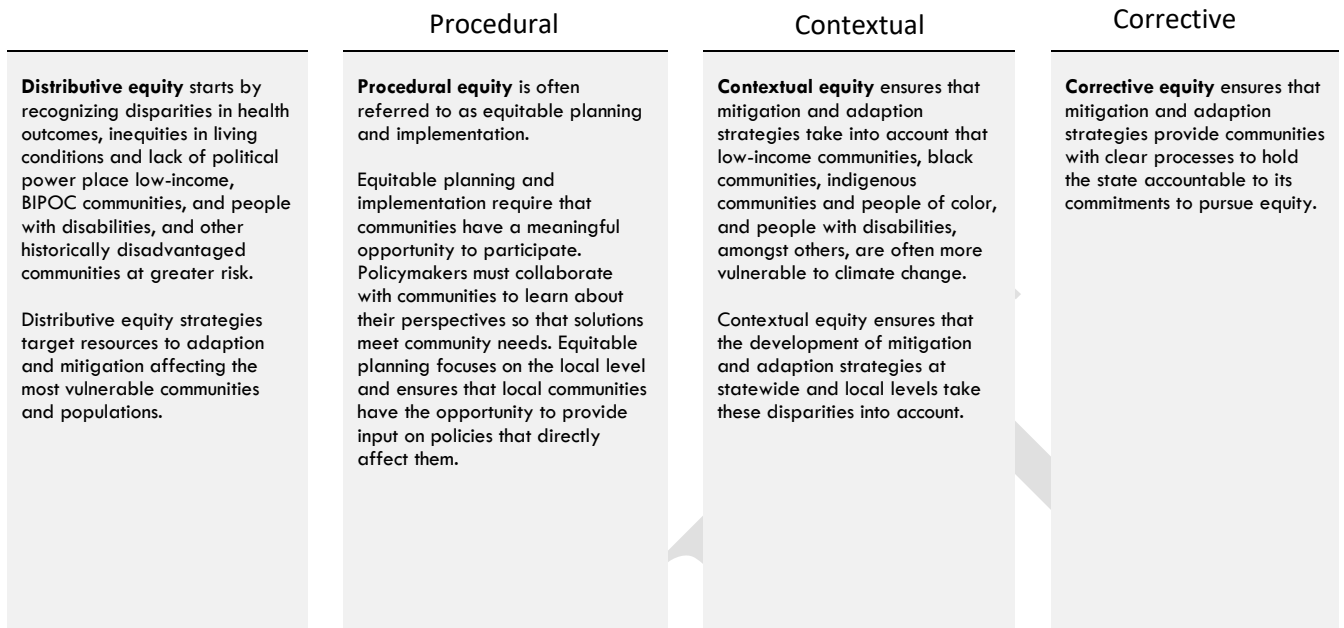 Procedural
Contextual
Corrective
Distributive equity starts by
recognizing disparities in health
outcomes, inequities in living
conditions and lack of political
power place low-income,
BIPOC communities, and people
with disabilities, and other
historically disadvantaged
communities at greater risk.
Distributive equity strategies
target resources to adaption
and mitigation affecting the
most vulnerable communities
and populations.
Procedural equity is often
referred to as equitable planning
and implementation.
Equitable planning and
implementation require that
communities have a meaningful
opportunity to participate.
Policymakers must collaborate
with communities to learn about
their perspectives so that solutions
meet community needs. Equitable
planning focuses on the local level
and ensures that local communities
have the opportunity to provide
input on policies that directly
affect them.
Contextual equity ensures that
mitigation and adaption
strategies take into account that
low-income communities, black
communities, indigenous
communities and people of color,
and people with disabilities,
amongst others, are often more
vulnerable to climate change.
Contextual equity ensures that
the development of mitigation
and adaption strategies at
statewide and local levels take
these disparities into account.
Corrective equity ensures that
mitigation and adaption
strategies provide communities
with clear processes to hold
the state accountable to its
commitments to pursue equity.